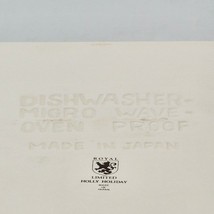 DISHWASHER-
MICRO WAVE-
OVEN PROOF
MADE IN JAPAN
ROYAL
LIMITED
HOLLY HOLIDAY